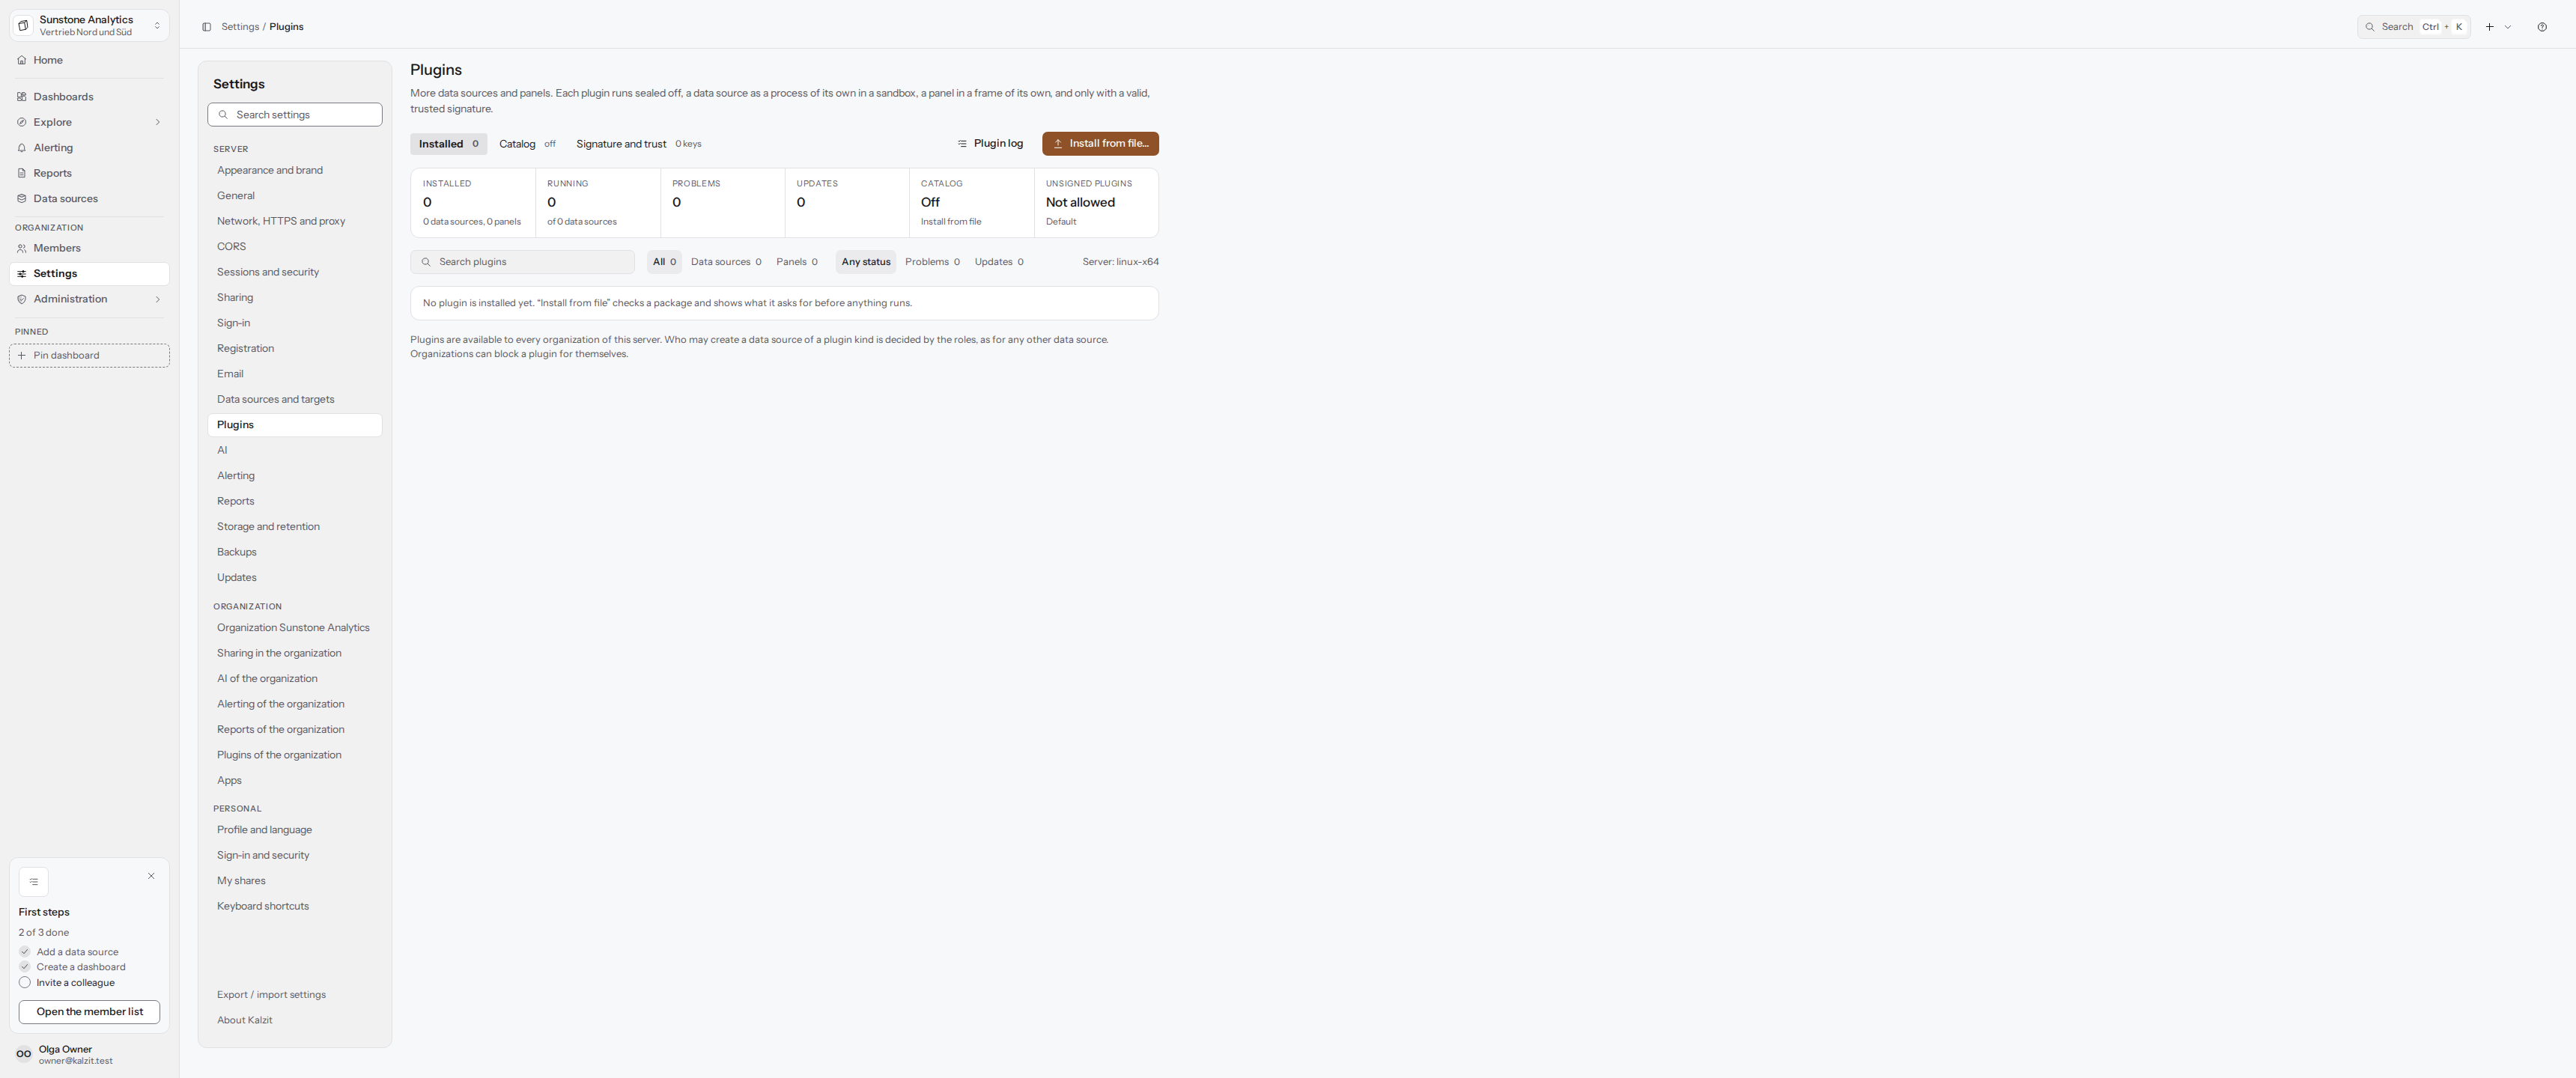 Sunstone Analytics
Vertrieb Nord und Süd
Home
Dashboards
Explore
Alerting
Reports
Data sources
ORGANIZATION
Members
Settings
Administration
PINNED
Pin dashboard
First steps
2 of 3 done
Add a data source
Create a dashboard
Invite a colleague
Open the member list
OO
Olga Owner
owner@kalzit.test
Settings / Plugins
Search Ctrl + K
Settings
Search settings
SERVER
Appearance and brand
General
Network, HTTPS and proxy
CORS
Sessions and security
Sharing
Sign-in
Registration
Email
Data sources and targets
Plugins
AI
Alerting
Reports
Storage and retention
Backups
Updates
ORGANIZATION
Organization Sunstone Analytics
Sharing in the organization
AI of the organization
Alerting of the organization
Reports of the organization
Plugins of the organization
Apps
PERSONAL
Profile and language
Sign-in and security
My shares
Keyboard shortcuts
Export / import settings
About Kalzit
Plugins
More data sources and panels. Each plugin runs sealed off, a data source as a process of its own in a sandbox, a panel in a frame of its own, and only with a valid,
trusted signature.
Installed 0 Catalog off Signature and trust 0 keys Plugin log Install from file…
INSTALLED RUNNING PROBLEMS UPDATES CATALOG UNSIGNED PLUGINS
0 0 0 0 Off Not allowed
0 data sources, 0 panels of 0 data sources Install from file Default
Search plugins All 0 Data sources 0 Panels 0 Any status Problems 0 Updates 0 Server: linux-x64
No plugin is installed yet. “Install from file” checks a package and shows what it asks for before anything runs.
Plugins are available to every organization of this server. Who may create a data source of a plugin kind is decided by the roles, as for any other data source.
Organizations can block a plugin for themselves.